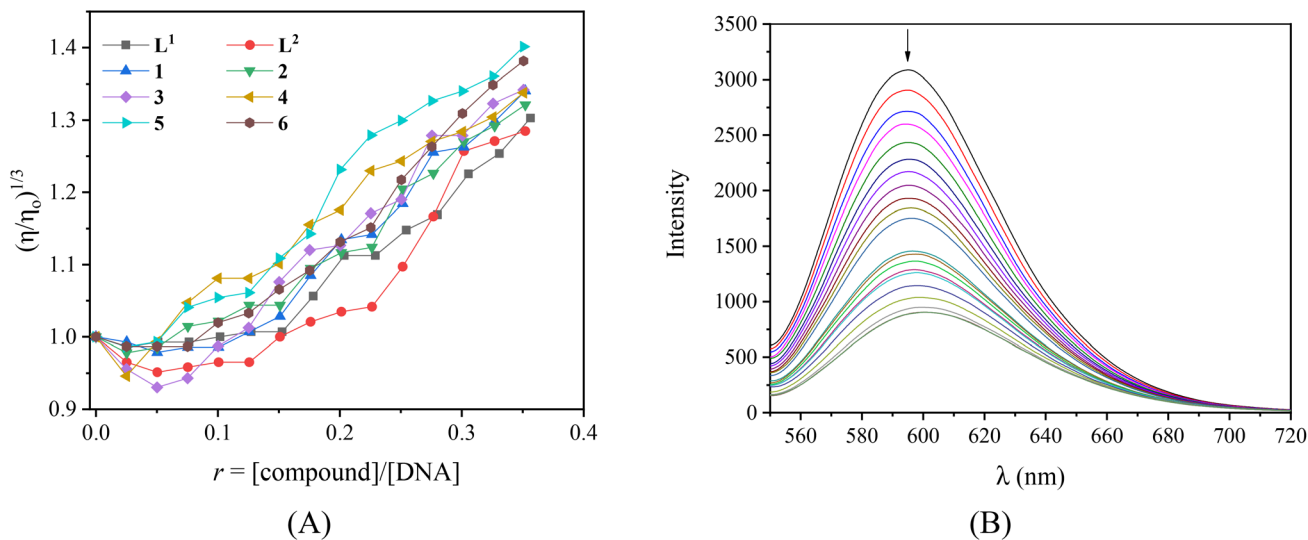 L¹ L²
1 2
3 4
5 6
(η/ηₒ)^1/3
1.4
1.3
1.2
1.1
1.0
0.9
0.0 0.1 0.2 0.3 0.4
r = [compound]/[DNA]
(A)
Intensity
3500
3000
2500
2000
1500
1000
500
0
560 580 600 620 640 660 680 700 720
λ (nm)
(B)